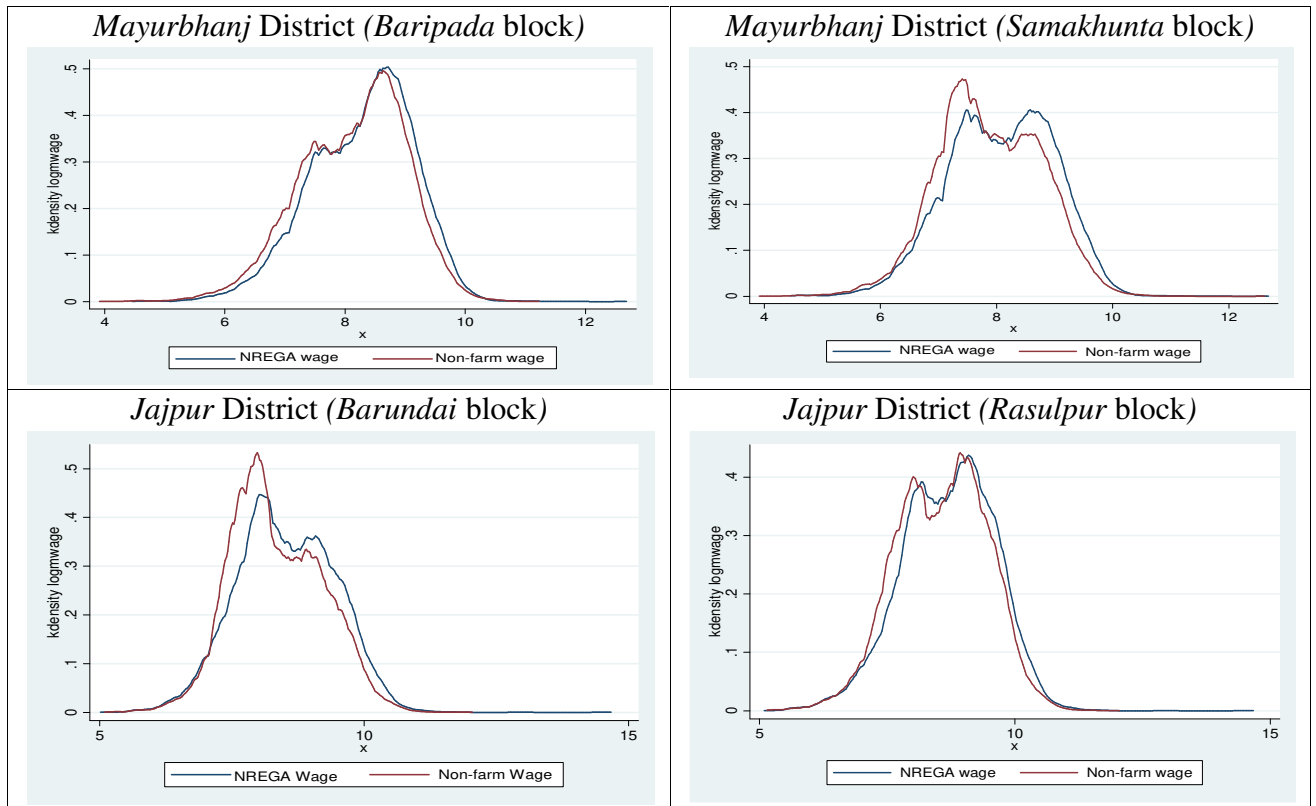 Mayurbhanj District (Baripada block)
kdensity logmwage
.5
.4
.3
.2
.1
0
4 6 8 10 12
x
NREGA wage Non-farm wage
Mayurbhanj District (Samakhunta block)
kdensity logmwage
.5
.4
.3
.2
.1
0
4 6 8 10 12
x
NREGA wage Non-farm wage
Jajpur District (Barundai block)
kdensity logmwage
.5
.4
.3
.2
.1
0
5 10 15
x
NREGA Wage Non-farm Wage
Jajpur District (Rasulpur block)
kdensity logmwage
.4
.3
.2
.1
0
5 10 15
x
NREGA wage Non-farm wage